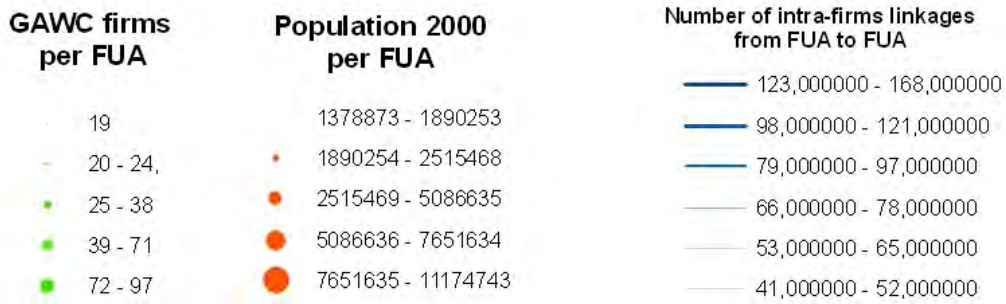 GAWC firms
per FUA
19
20 - 24,
25 - 38
39 - 71
72 - 97
Population 2000
per FUA
1378873 - 1890253
1890254 - 2515468
2515469 - 5086635
5086636 - 7651634
7651635 - 11174743
Number of intra-firms linkages
from FUA to FUA
123,000000 - 168,000000
98,000000 - 121,000000
79,000000 - 97,000000
66,000000 - 78,000000
53,000000 - 65,000000
41,000000 - 52,000000